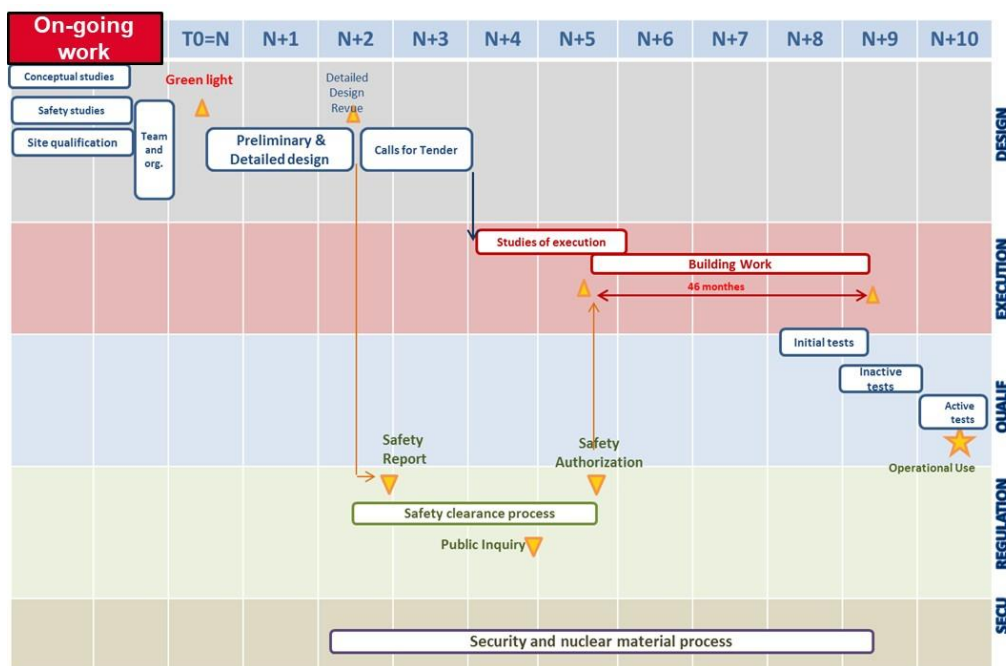 On-going
work
T0=N
N+1
N+2
N+3
N+4
N+5
N+6
N+7
N+8
N+9
N+10
Conceptual studies
Safety studies
Site qualification
Team
and
org.
Green light
Detailed
Design
Revue
Preliminary &
Detailed design
Calls for Tender
DESIGN
Studies of execution
Building Work
46 monthes
EXECUTION
Initial tests
Inactive
tests
Active
tests
Operational Use
QUALIF
Safety
Report
Safety
Authorization
Safety clearance process
Public Inquiry
REGULATION
Security and nuclear material process
SECU